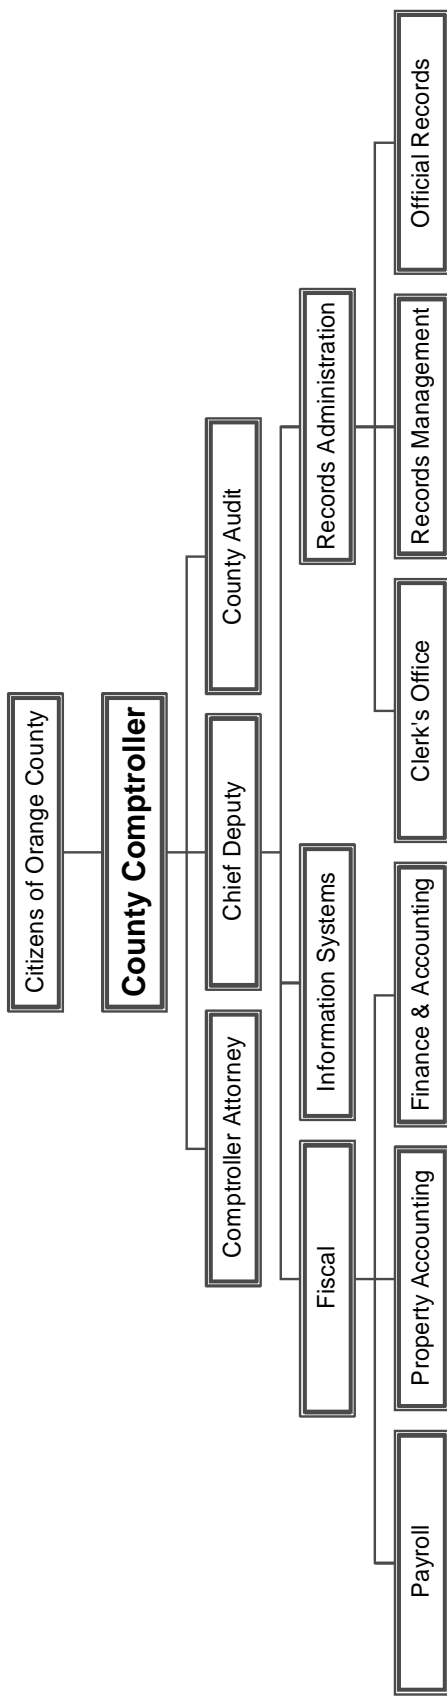 Citizens of Orange County
County Comptroller
Comptroller Attorney
Chief Deputy
County Audit
Fiscal
Information Systems
Records Administration
Payroll
Property Accounting
Finance & Accounting
Clerk's Office
Records Management
Official Records